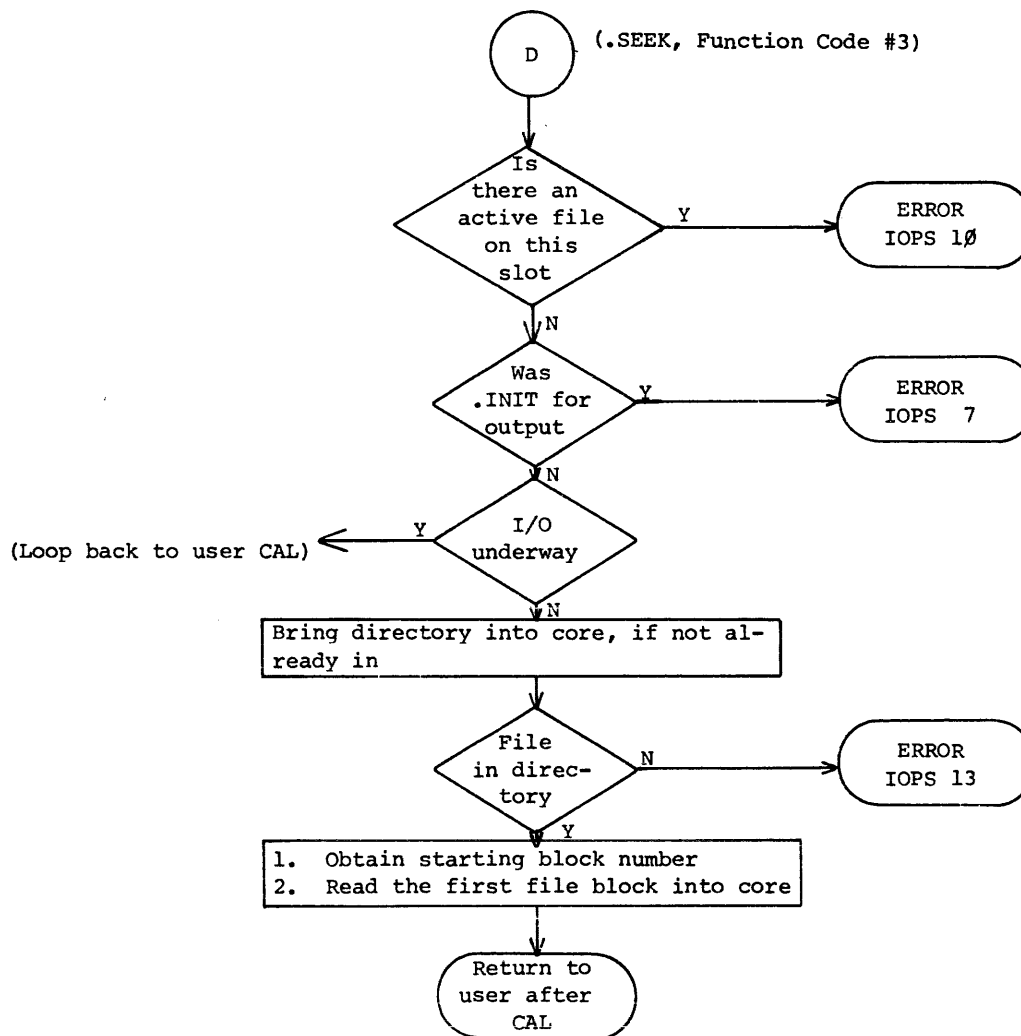 (.SEEK, Function Code #3)
D
Is
there an
active file
on this
slot
Y
ERROR
IOPS 1Ø
N
Was
.INIT for
output
Y
ERROR
IOPS 7
N
I/O
underway
Y
(Loop back to user CAL)
N
Bring directory into core, if not al-
ready in
File
in direc-
tory
N
ERROR
IOPS 13
Y
1. Obtain starting block number
2. Read the first file block into core
Return to
user after
CAL